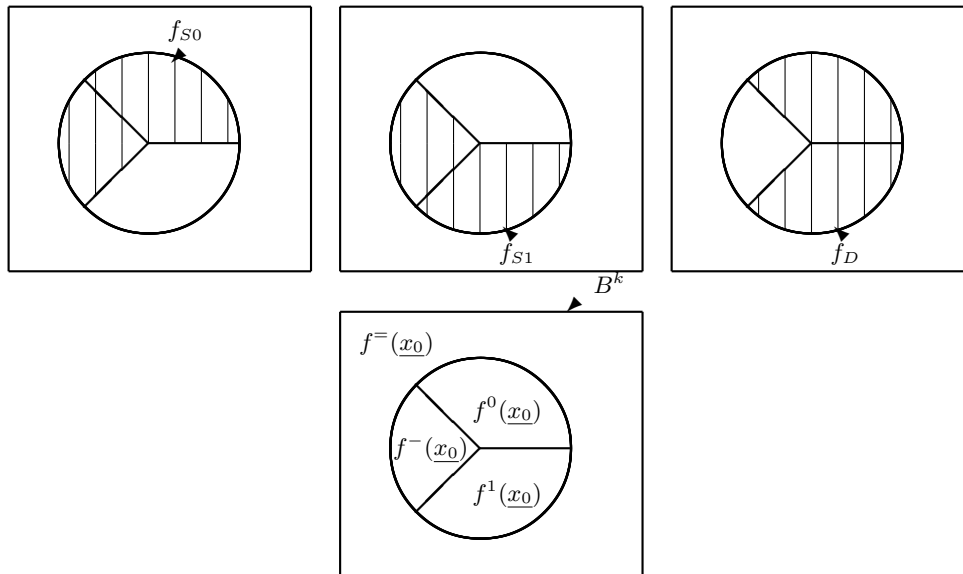 f_{S0}
f_{S1}
f_D
B^k
f^=(x_0)
f^0(x_0)
f^-(x_0)
f^1(x_0)